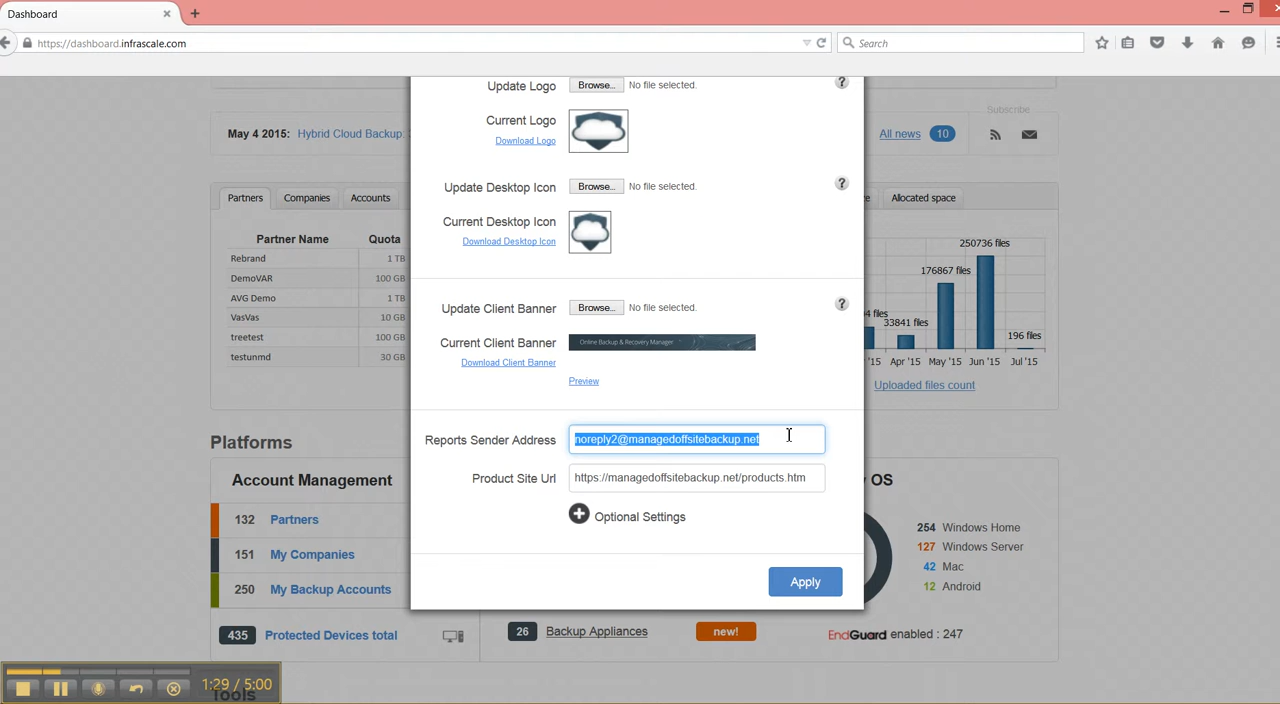 Dashboard
https://dashboard.infrascale.com
Search
Update Logo
Browse...
No file selected.
?
Current Logo
Download Logo
Subscribe
May 4 2015:
Hybrid Cloud Backup:
All news
10
Update Desktop Icon
Browse...
No file selected.
?
Current Desktop Icon
Download Desktop Icon
Partners
Companies
Accounts
Allocated space
Partner Name
Quota
Rebrand
1 TB
DemoVAR
100 GB
AVG Demo
1 TB
VasVas
10 GB
treetest
100 GB
testunmd
30 GB
250736 files
176867 files
files
33841 files
196 files
'15
Apr '15
May '15
Jun '15
Jul '15
Uploaded files count
Update Client Banner
Browse...
No file selected.
?
Current Client Banner
Online Backup & Recovery Manager
Download Client Banner
Preview
Reports Sender Address
noreply2@managedoffsitebackup.net
Product Site Url
https://managedoffsitebackup.net/products.htm
Optional Settings
Apply
Platforms
Account Management
132 Partners
151 My Companies
250 My Backup Accounts
435 Protected Devices total
OS
254 Windows Home
127 Windows Server
42 Mac
12 Android
26 Backup Appliances
new!
EndGuard enabled : 247
1:29 / 5:00
Tools